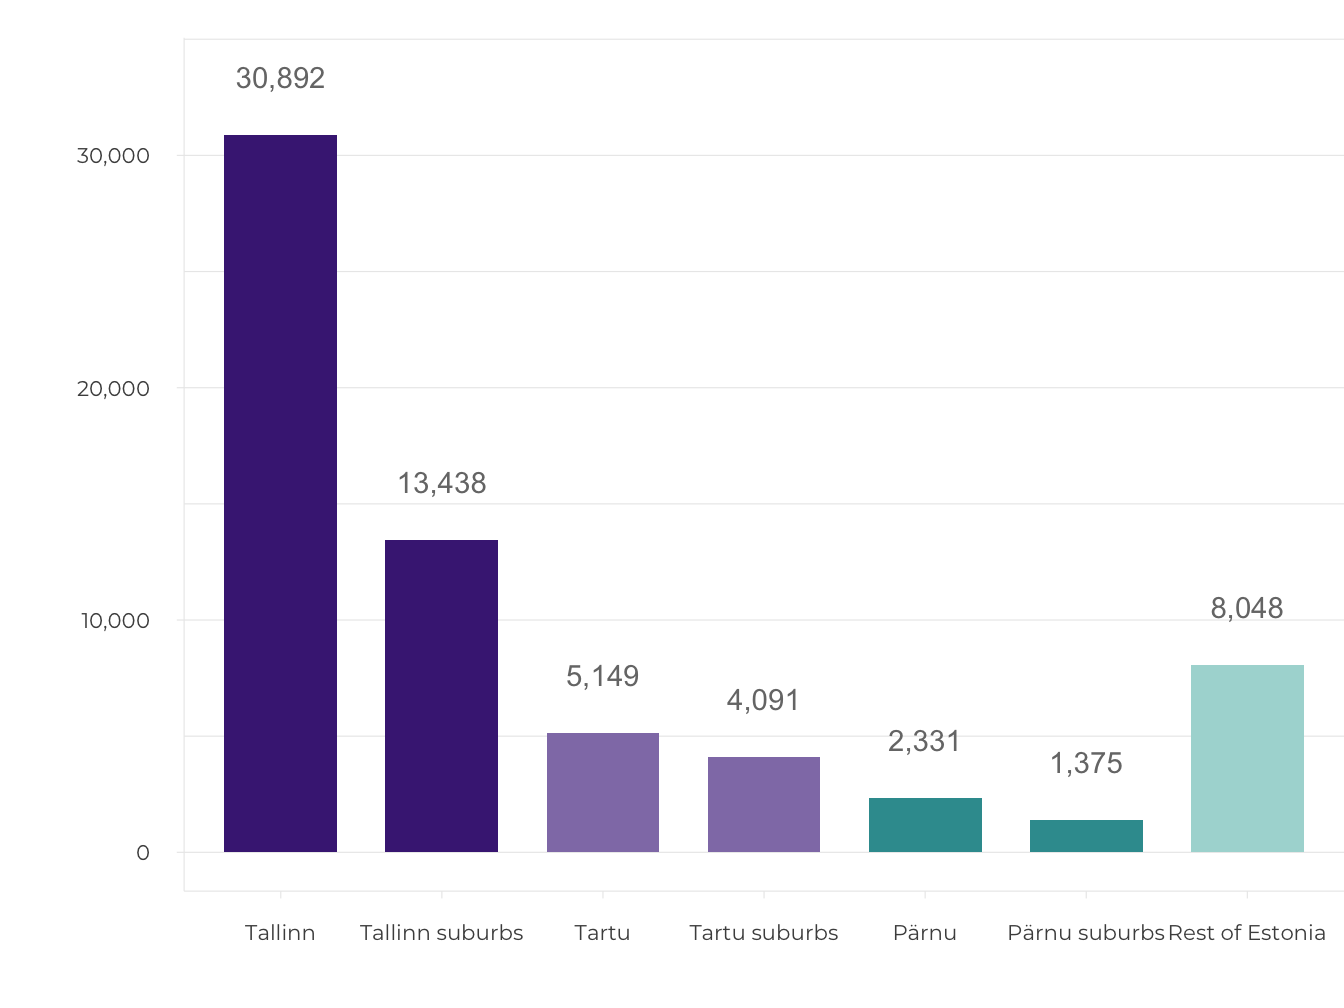 30,892
30,000
20,000
13,438
10,000
8,048
5,149
4,091
2,331
1,375
0
Tallinn
Tallinn suburbs
Tartu
Tartu suburbs
Pärnu
Pärnu suburbs
Rest of Estonia